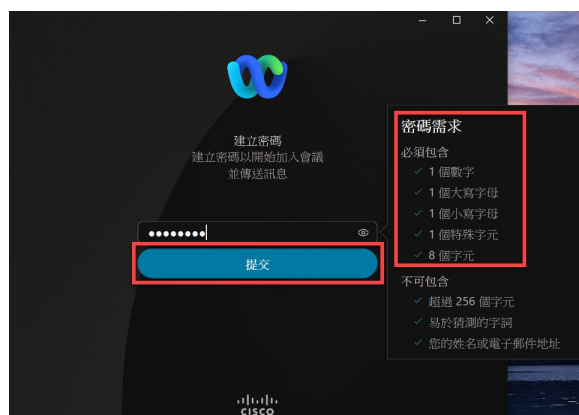 建立密碼
建立密碼以開始加入會議
並傳送訊息
••••••••
提交
密碼需求
必須包含
✓ 1 個數字
✓ 1 個大寫字母
✓ 1 個小寫字母
✓ 1 個特殊字元
✓ 8 個字元
不可包含
✓ 超過 256 個字元
✓ 易於猜測的字詞
✓ 您的姓名或電子郵件地址
CISCO